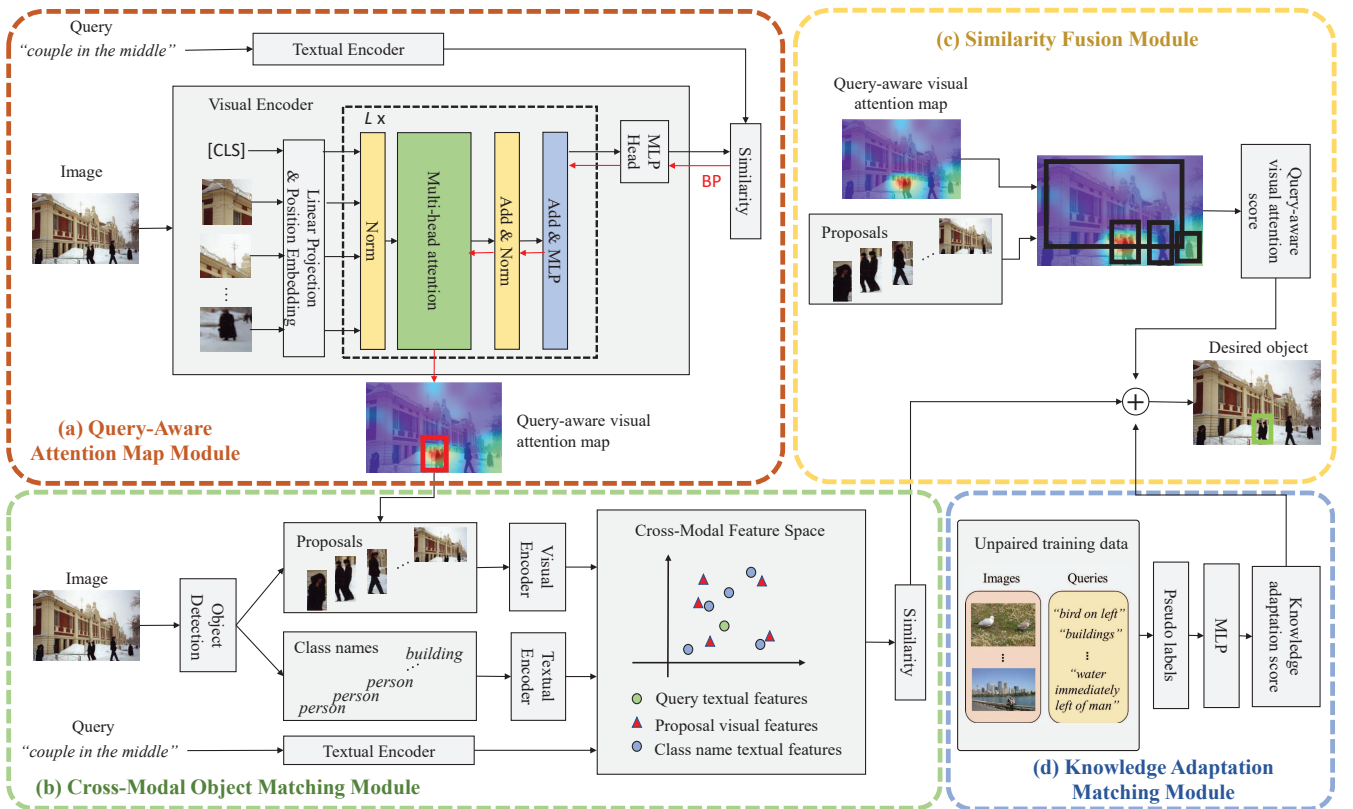 Query
“couple in the middle”
Textual Encoder
Visual Encoder
L x
[CLS]
Image
Linear Projection
& Position Embedding
Norm
Multi-head attention
Add & Norm
Add & MLP
MLP
Head
BP
Similarity
Query-aware visual
attention map
(a) Query-Aware
Attention Map Module
(c) Similarity Fusion Module
Query-aware visual
attention map
Proposals
Query-aware
visual attention
score
Desired object
Image
Object
Detection
Proposals
Class names
person
person
person
building
Visual
Encoder
Textual
Encoder
Query
“couple in the middle”
Textual Encoder
Cross-Modal Feature Space
Query textual features
Proposal visual features
Class name textual features
Similarity
(b) Cross-Modal Object Matching Module
Unpaired training data
Images
Queries
“bird on left”
“buildings”
“water
immediately
left of man”
Pseudo labels
MLP
Knowledge
adaptation score
(d) Knowledge Adaptation
Matching Module